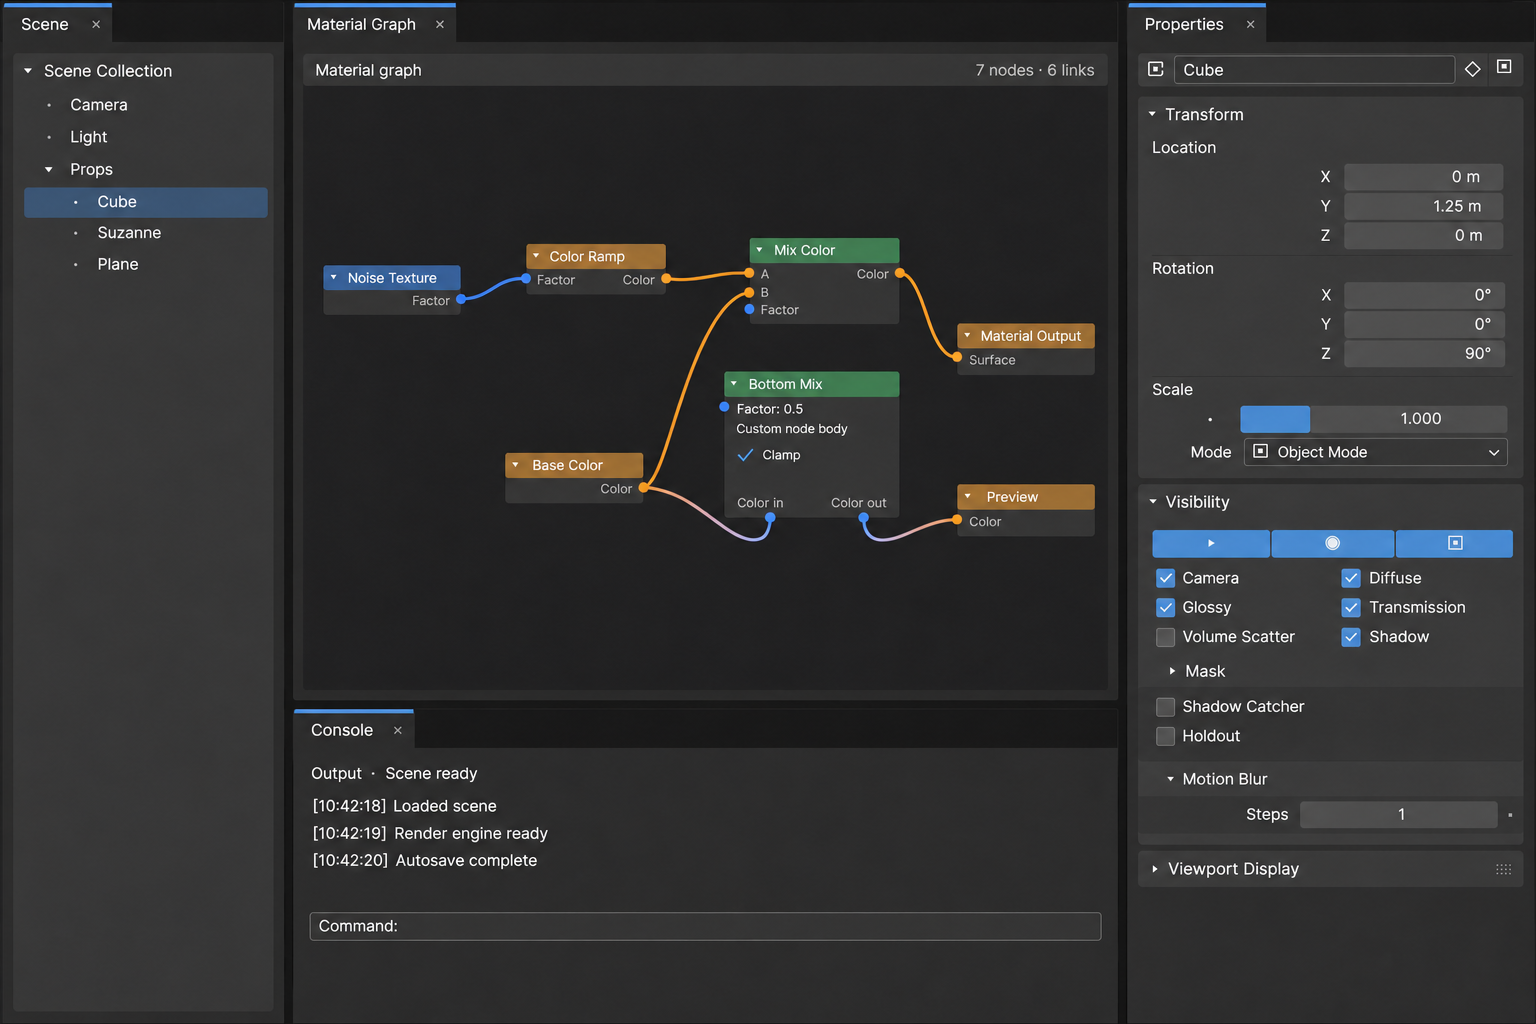 Scene ×
Scene Collection
Camera
Light
Props
Cube
Suzanne
Plane
Material Graph ×
Material graph 7 nodes · 6 links
Noise Texture
Factor
Color Ramp
Factor Color
Mix Color
A Color
B
Factor
Material Output
Surface
Bottom Mix
Factor: 0.5
Custom node body
Clamp
Color in Color out
Base Color
Color
Preview
Color
Console ×
Output · Scene ready
[10:42:18] Loaded scene
[10:42:19] Render engine ready
[10:42:20] Autosave complete
Command:
Properties ×
Cube
Transform
Location
X 0 m
Y 1.25 m
Z 0 m
Rotation
X 0°
Y 0°
Z 90°
Scale
1.000
Mode Object Mode
Visibility
Camera Diffuse
Glossy Transmission
Volume Scatter Shadow
Mask
Shadow Catcher
Holdout
Motion Blur
Steps 1
Viewport Display